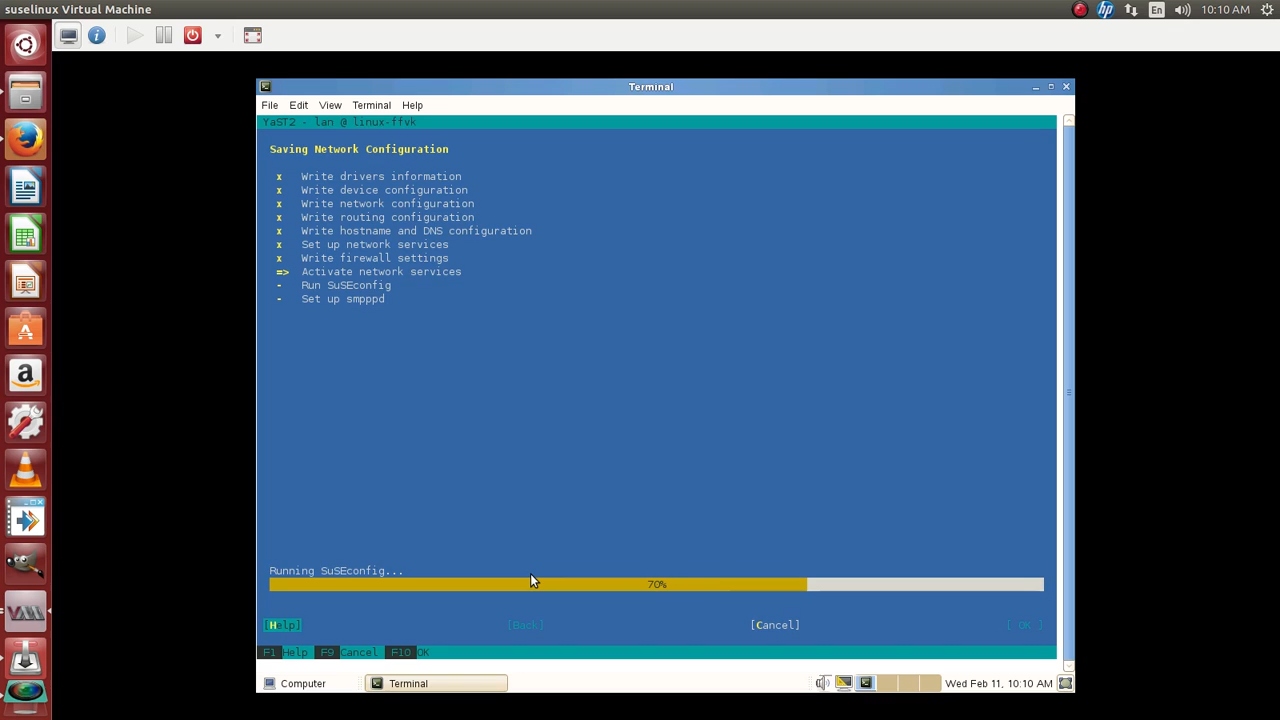 suselinux Virtual Machine
En
10:10 AM
Terminal
File Edit View Terminal Help
YaST2 - lan @ linux-ffvk
Saving Network Configuration
x Write drivers information
x Write device configuration
x Write network configuration
x Write routing configuration
x Write hostname and DNS configuration
x Set up network services
x Write firewall settings
=> Activate network services
- Run SuSEconfig
- Set up smpppd
Running SuSEconfig...
70%
[Help] [Back] [Cancel] [ OK ]
F1 Help F9 Cancel F10 OK
Computer Terminal Wed Feb 11, 10:10 AM